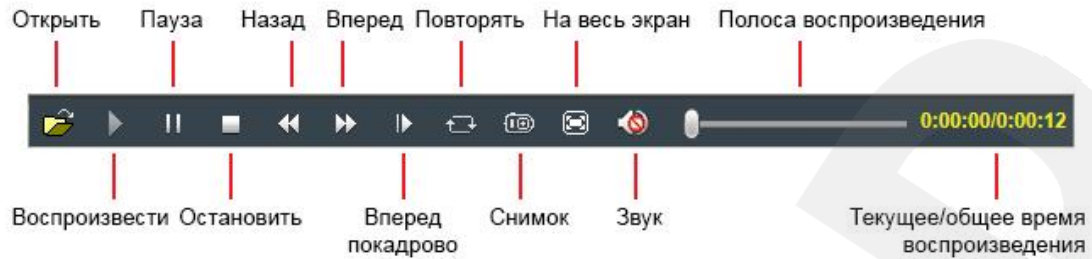 Открыть Пауза Назад Вперед Повторять На весь экран Полоса воспроизведения
0:00:00/0:00:12
Воспроизвести Остановить Вперед покадрово Снимок Звук Текущее/общее время воспроизведения